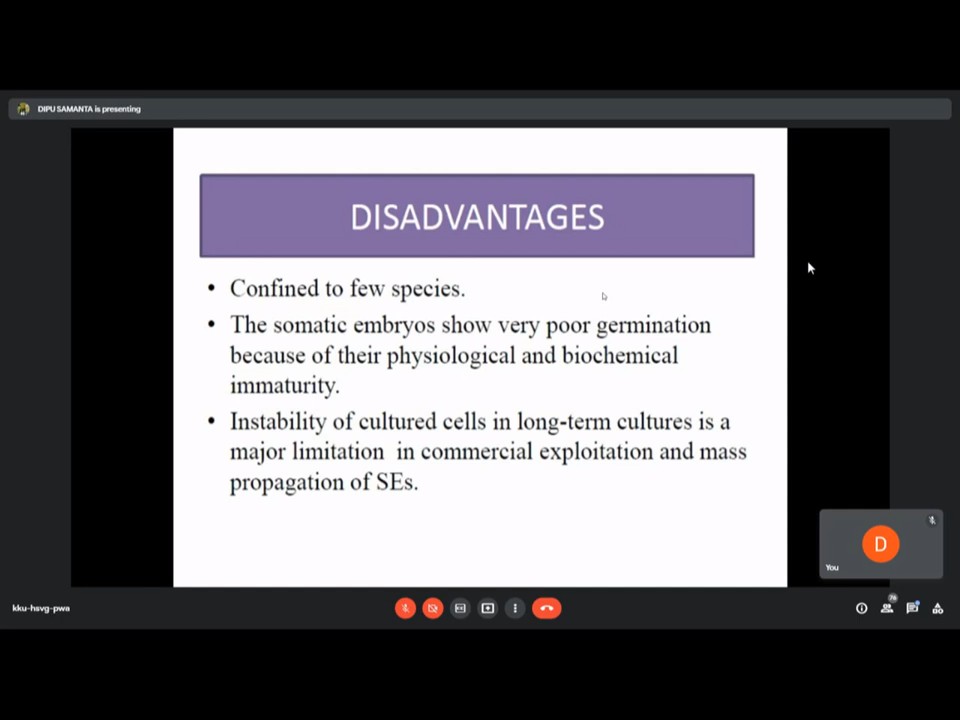 DIPU SAMANTA is presenting
DISADVANTAGES
• Confined to few species.
• The somatic embryos show very poor germination
because of their physiological and biochemical
immaturity.
• Instability of cultured cells in long-term cultures is a
major limitation in commercial exploitation and mass
propagation of SEs.
D
You
kku-hsvg-pwa
76